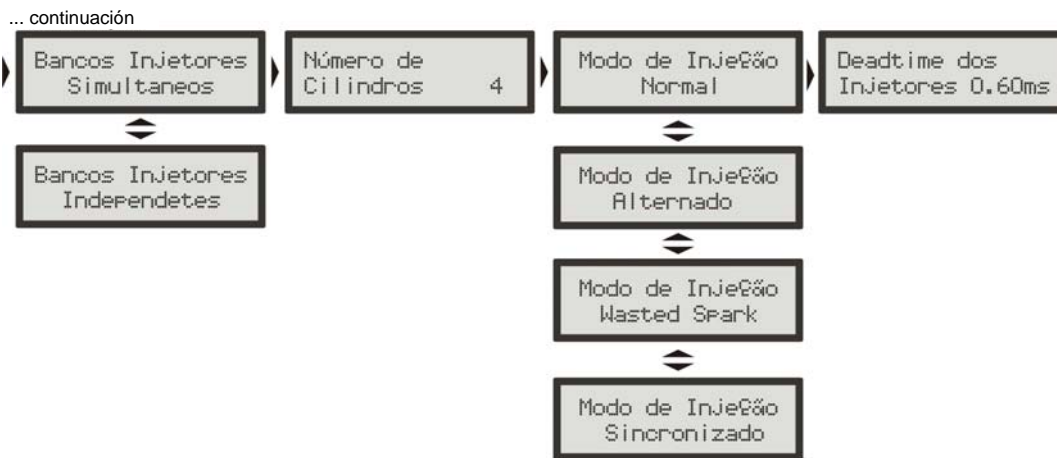 ... continuación
Bancos Injetores
Simultaneos
Número de
Cilindros 4
Modo de Injeção
Normal
Deadtime dos
Injetores 0.60ms
Bancos Injetores
Independetes
Modo de Injeção
Alternado
Modo de Injeção
Wasted Spark
Modo de Injeção
Sincronizado